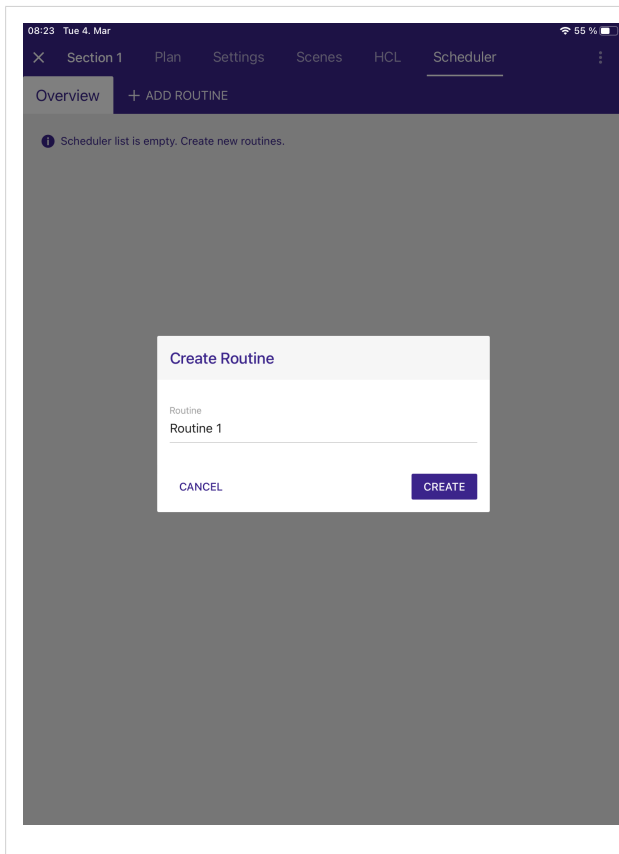 08:23 Tue 4. Mar 55 %
Section 1 Plan Settings Scenes HCL Scheduler
Overview + ADD ROUTINE
Scheduler list is empty. Create new routines.
Create Routine
Routine
Routine 1
CANCEL CREATE